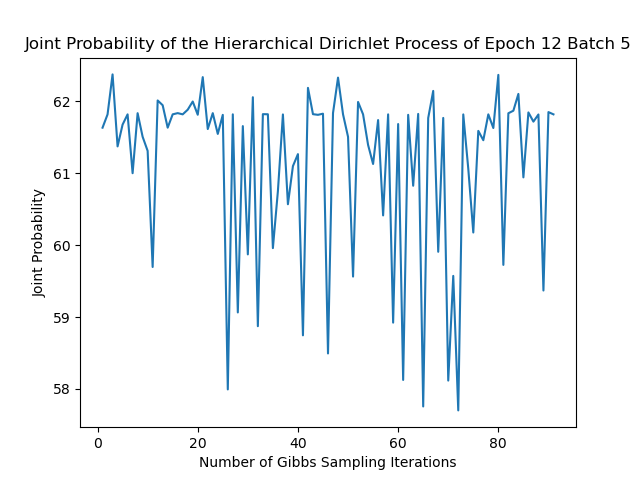 Joint Probability of the Hierarchical Dirichlet Process of Epoch 12 Batch 5
62
61
60
59
58
Joint Probability
0 20 40 60 80
Number of Gibbs Sampling Iterations